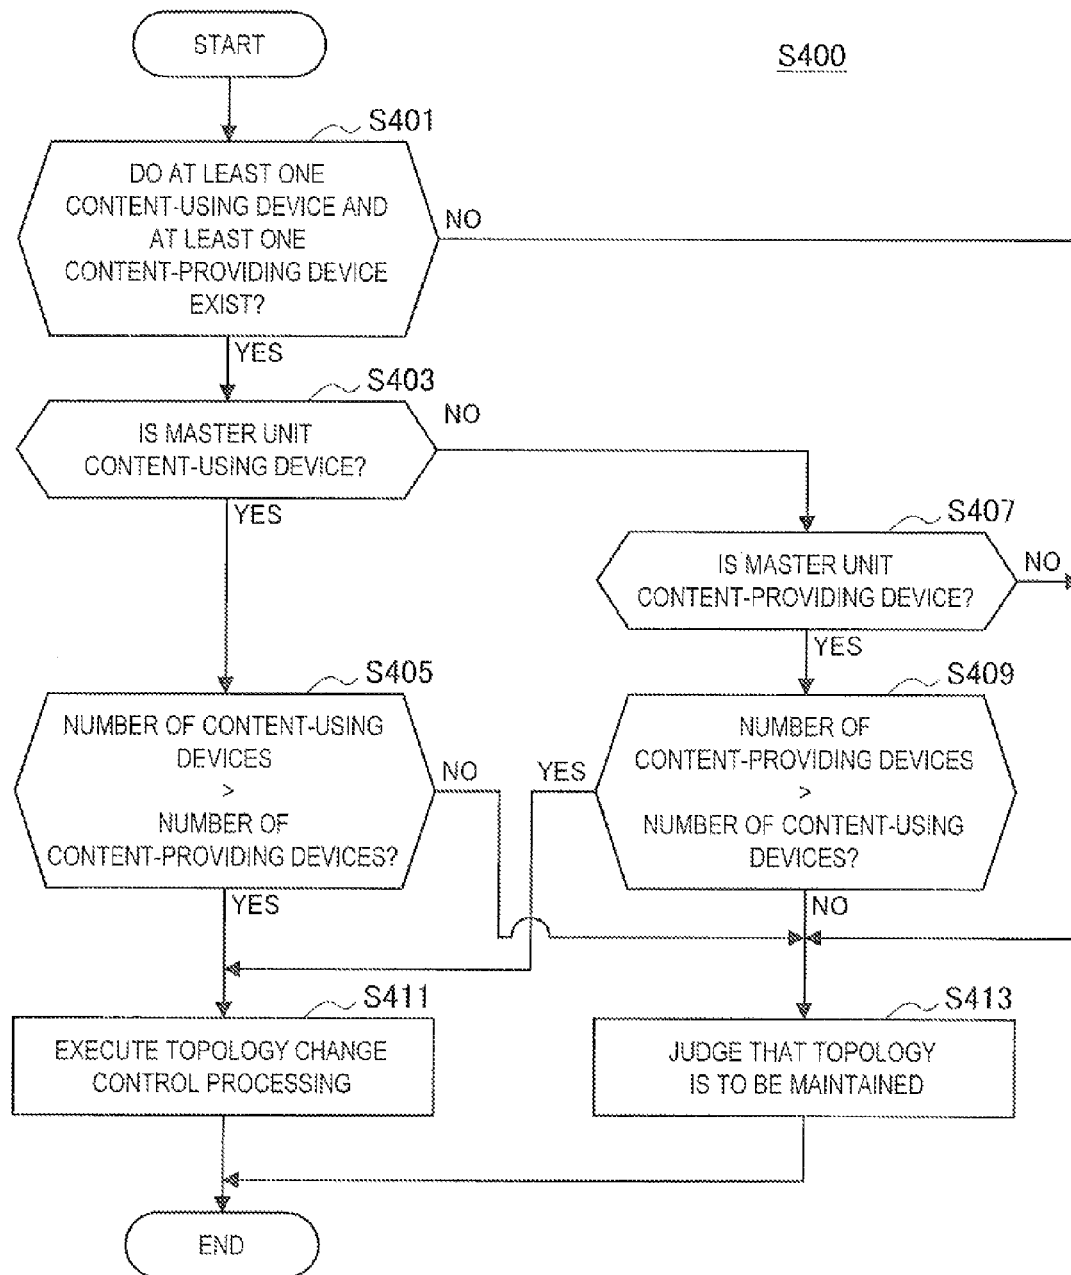 START
S400
S401
DO AT LEAST ONE
CONTENT-USING DEVICE AND
AT LEAST ONE
CONTENT-PROVIDING DEVICE
EXIST?
NO
YES
S403
IS MASTER UNIT
CONTENT-USING DEVICE?
NO
YES
S407
IS MASTER UNIT
CONTENT-PROVIDING DEVICE?
NO
YES
S405
NUMBER OF CONTENT-USING
DEVICES
>
NUMBER OF
CONTENT-PROVIDING DEVICES?
NO
YES
S409
NUMBER OF
CONTENT-PROVIDING DEVICES
>
NUMBER OF CONTENT-USING
DEVICES?
YES
NO
S411
EXECUTE TOPOLOGY CHANGE
CONTROL PROCESSING
S413
JUDGE THAT TOPOLOGY
IS TO BE MAINTAINED
END